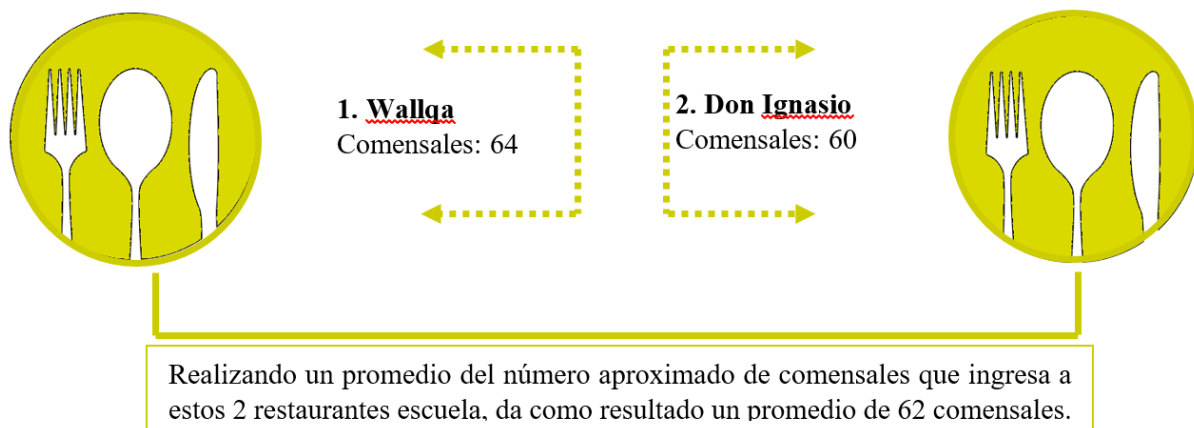 1. Wallqa
Comensales: 64
2. Don Ignasio
Comensales: 60
Realizando un promedio del número aproximado de comensales que ingresa a
estos 2 restaurantes escuela, da como resultado un promedio de 62 comensales.